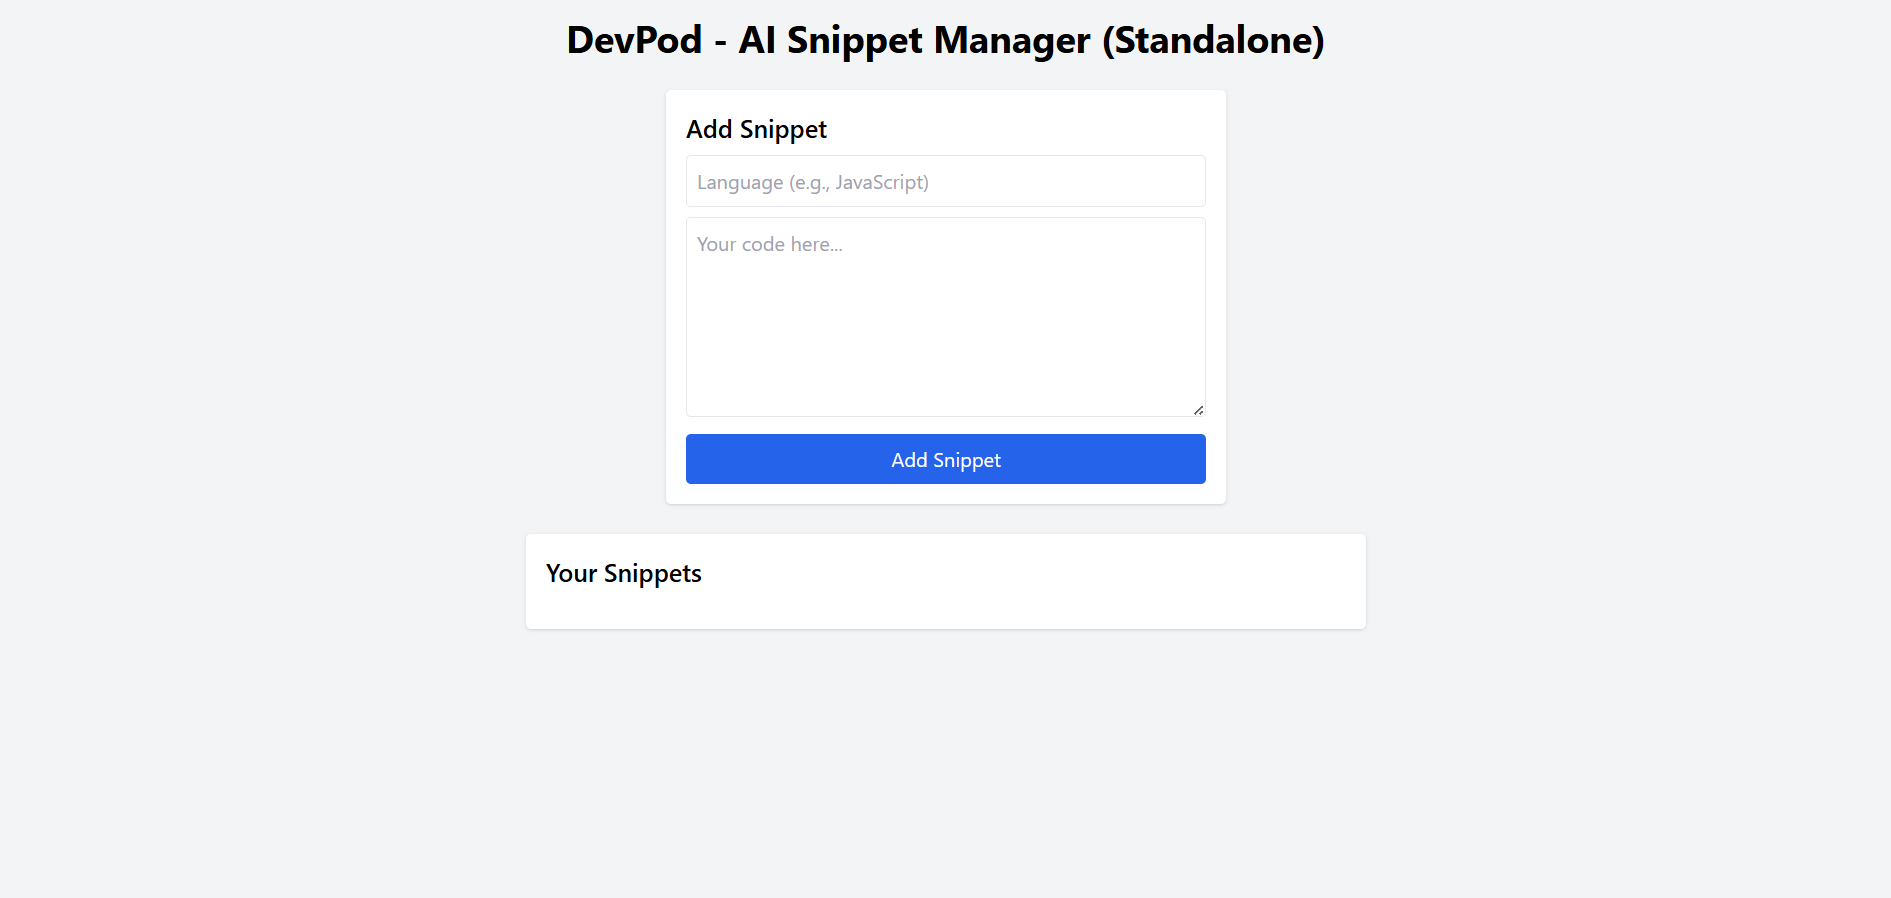 DevPod - AI Snippet Manager (Standalone)
Add Snippet
Language (e.g., JavaScript)
Your code here...
Add Snippet
Your Snippets